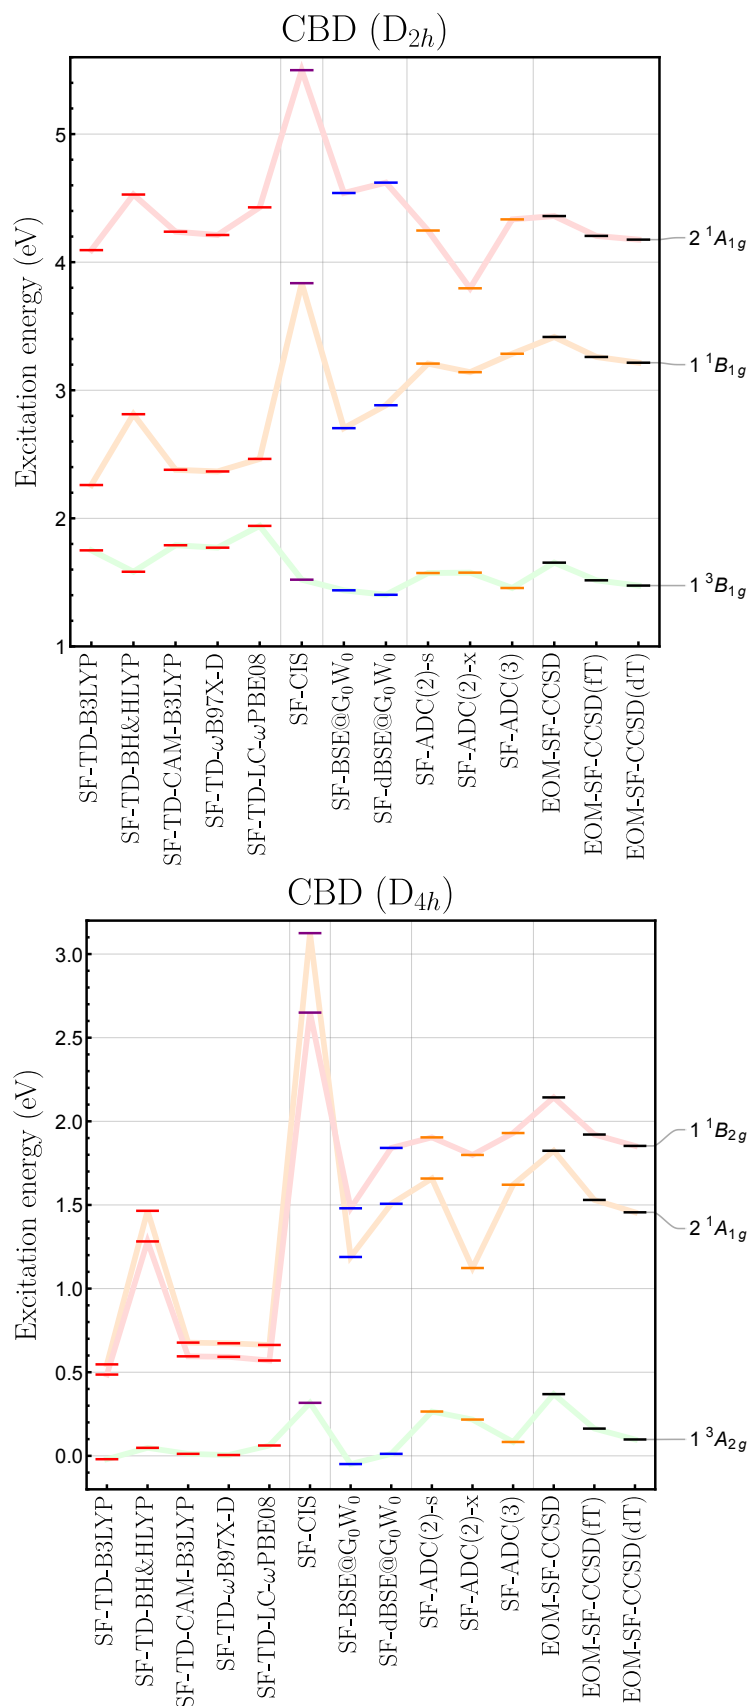 CBD (D2h)
Excitation energy (eV)
5
4
3
2
1
2 1A1g
1 1B1g
1 3B1g
SF-TD-B3LYP
SF-TD-BH&HLYP
SF-TD-CAM-B3LYP
SF-TD-ωB97X-D
SF-TD-LC-ωPBE08
SF-CIS
SF-BSE@G0W0
SF-dBSE@G0W0
SF-ADC(2)-s
SF-ADC(2)-x
SF-ADC(3)
EOM-SF-CCSD
EOM-SF-CCSD(fT)
EOM-SF-CCSD(dT)
CBD (D4h)
Excitation energy (eV)
3.0
2.5
2.0
1.5
1.0
0.5
0.0
1 1B2g
2 1A1g
1 3A2g
SF-TD-B3LYP
SF-TD-BH&HLYP
SF-TD-CAM-B3LYP
SF-TD-ωB97X-D
SF-TD-LC-ωPBE08
SF-CIS
SF-BSE@G0W0
SF-dBSE@G0W0
SF-ADC(2)-s
SF-ADC(2)-x
SF-ADC(3)
EOM-SF-CCSD
EOM-SF-CCSD(fT)
EOM-SF-CCSD(dT)